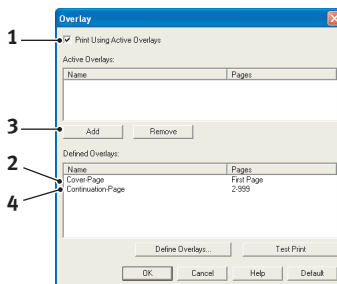 Overlay
1
Print Using Active Overlays
Active Overlays:
Name Pages
3
Add Remove
Defined Overlays:
Name Pages
2
Cover-Page First Page
4
Continuation-Page 2-999
Define Overlays... Test Print
OK Cancel Help Default